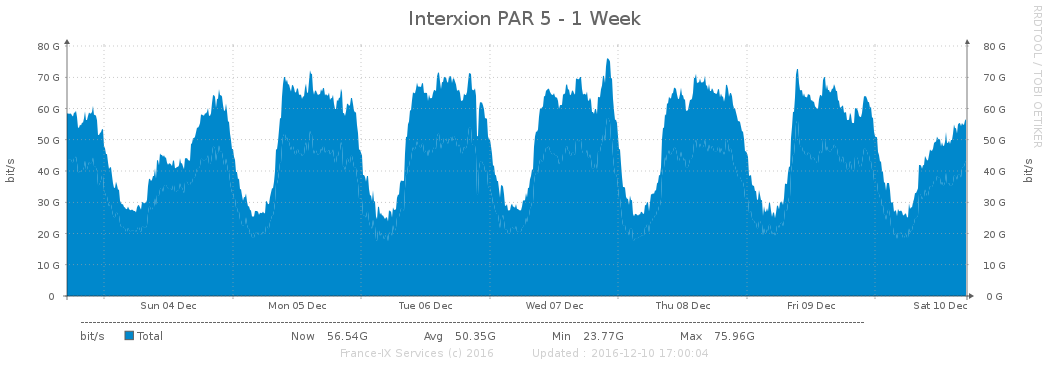 Interxion PAR 5 - 1 Week
RRDTOOL / TOBI OETIKER
bit/s
80 G 80 G
70 G 70 G
60 G 60 G
50 G 50 G
40 G 40 G
30 G 30 G
20 G 20 G
10 G 10 G
0 0 G
bit/s
Sun 04 Dec Mon 05 Dec Tue 06 Dec Wed 07 Dec Thu 08 Dec Fri 09 Dec Sat 10 Dec
bit/s Total Now 56.54G Avg 50.35G Min 23.77G Max 75.96G
France-IX Services (c) 2016 Updated : 2016-12-10 17:00:04